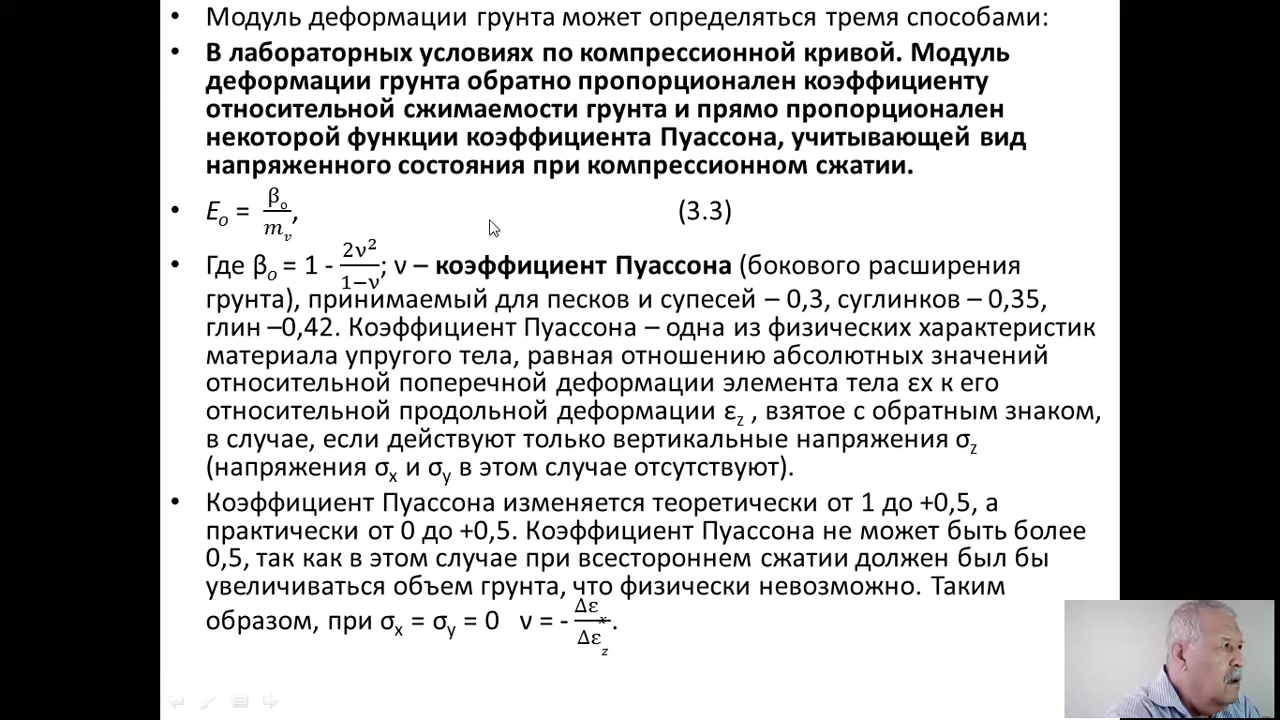 • Модуль деформации грунта может определяться тремя способами:
• В лабораторных условиях по компрессионной кривой. Модуль
деформации грунта обратно пропорционален коэффициенту
относительной сжимаемости грунта и прямо пропорционален
некоторой функции коэффициента Пуассона, учитывающей вид
напряженного состояния при компрессионном сжатии.
• Eₒ = βₒ/mᵥ, (3.3)
• Где βₒ = 1 - 2ν²/1−ν; ν – коэффициент Пуассона (бокового расширения
грунта), принимаемый для песков и супесей – 0,3, суглинков – 0,35,
глин –0,42. Коэффициент Пуассона – одна из физических характеристик
материала упругого тела, равная отношению абсолютных значений
относительной поперечной деформации элемента тела εx к его
относительной продольной деформации ε_z , взятое с обратным знаком,
в случае, если действуют только вертикальные напряжения σ_z
(напряжения σₓ и σ_y в этом случае отсутствуют).
• Коэффициент Пуассона изменяется теоретически от 1 до +0,5, а
практически от 0 до +0,5. Коэффициент Пуассона не может быть более
0,5, так как в этом случае при всестороннем сжатии должен был бы
увеличиваться объем грунта, что физически невозможно. Таким
образом, при σₓ = σ_y = 0 ν = - Δεₓ/Δε_z.